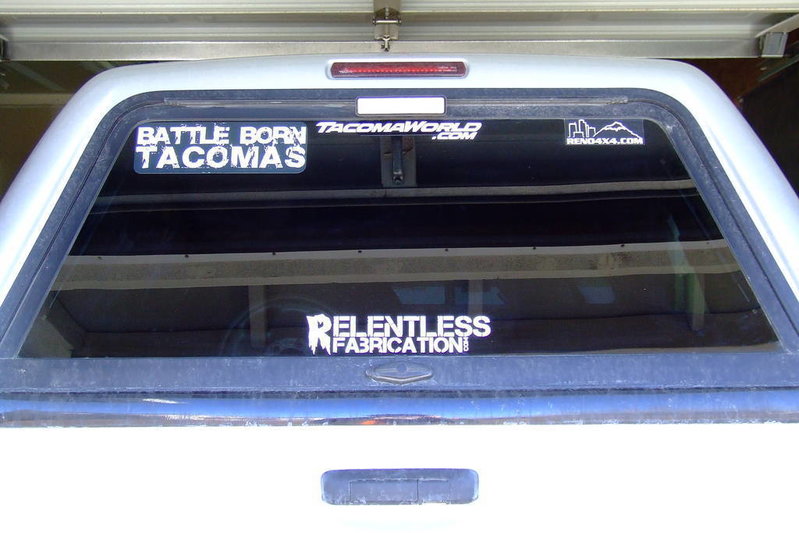 BATTLE BORN
TACOMAS
TACOMAWORLD
.COM
RENO4X4.COM
RELENTLESS
FABRICATION